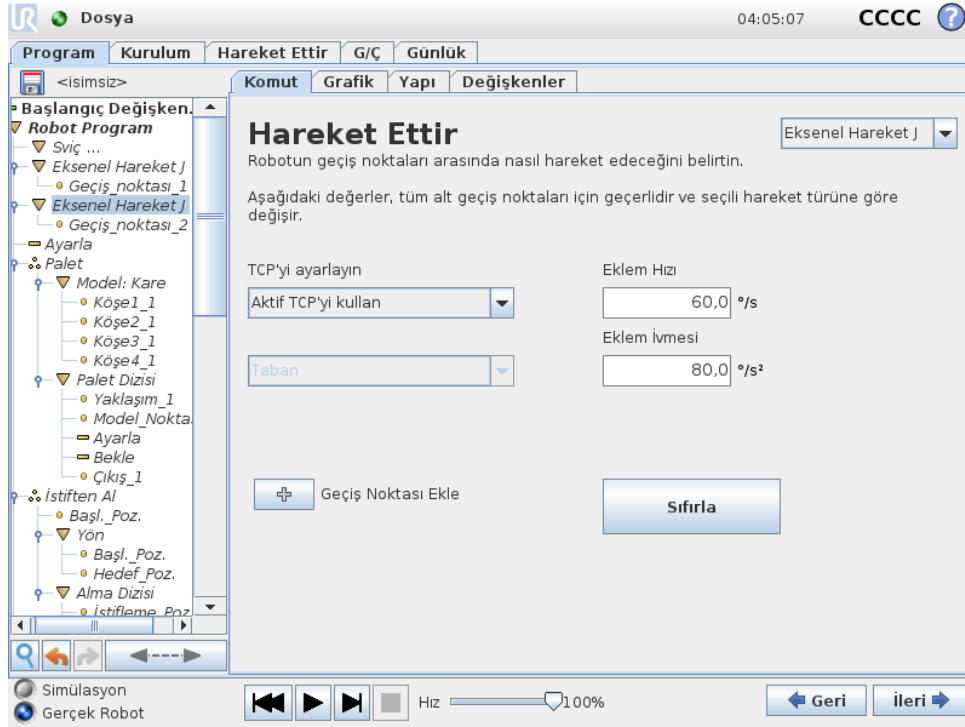 UR Dosya 04:05:07 CCCC ?
Program Kurulum Hareket Ettir G/Ç Günlük
<isimsiz>
Komut Grafik Yapı Değişkenler
Başlangıç Değişken.
Robot Program
Sviç ...
Eksenel Hareket J
Geçiş_noktası_1
Eksenel Hareket J
Geçiş_noktası_2
Ayarla
Palet
Model: Kare
Köşe1_1
Köşe2_1
Köşe3_1
Köşe4_1
Palet Dizisi
Yaklaşım_1
Model_Nokta
Ayarla
Bekle
Çıkış_1
İstiften Al
Başl._Poz.
Yön
Başl._Poz.
Hedef_Poz.
Alma Dizisi
İstifleme_Poz
Hareket Ettir
Eksenel Hareket J
Robotun geçiş noktaları arasında nasıl hareket edeceğini belirtin.
Aşağıdaki değerler, tüm alt geçiş noktaları için geçerlidir ve seçili hareket türüne göre
değişir.
TCP'yi ayarlayın
Aktif TCP'yi kullan
Taban
Eklem Hızı
60,0 °/s
Eklem İvmesi
80,0 °/s²
Geçiş Noktası Ekle
Sıfırla
Simülasyon
Gerçek Robot
Hız 100%
Geri
İleri